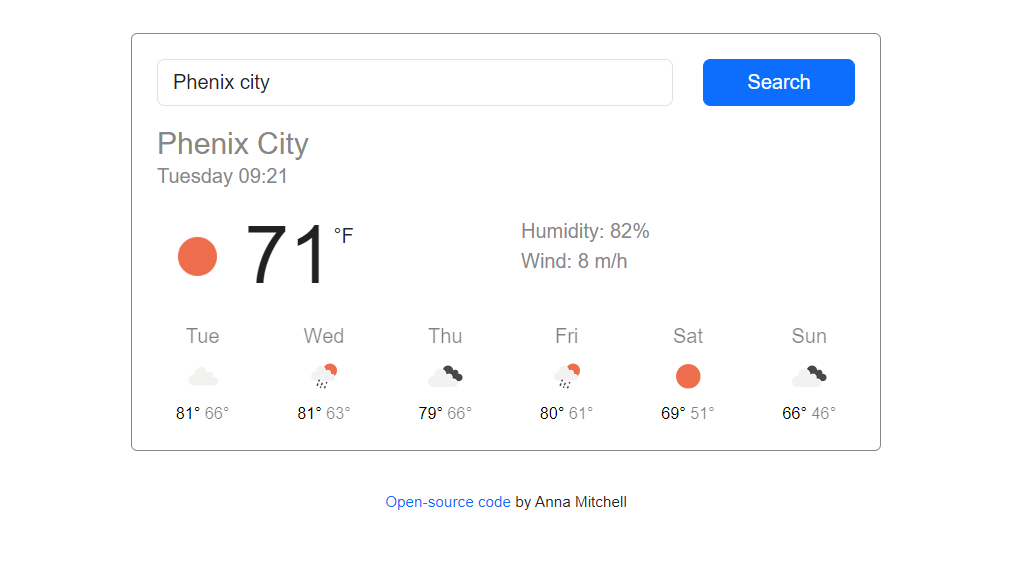 Phenix city Search
Phenix City
Tuesday 09:21
71 °F
Humidity: 82%
Wind: 8 m/h
Tue Wed Thu Fri Sat Sun
81° 66° 81° 63° 79° 66° 80° 61° 69° 51° 66° 46°
Open-source code by Anna Mitchell